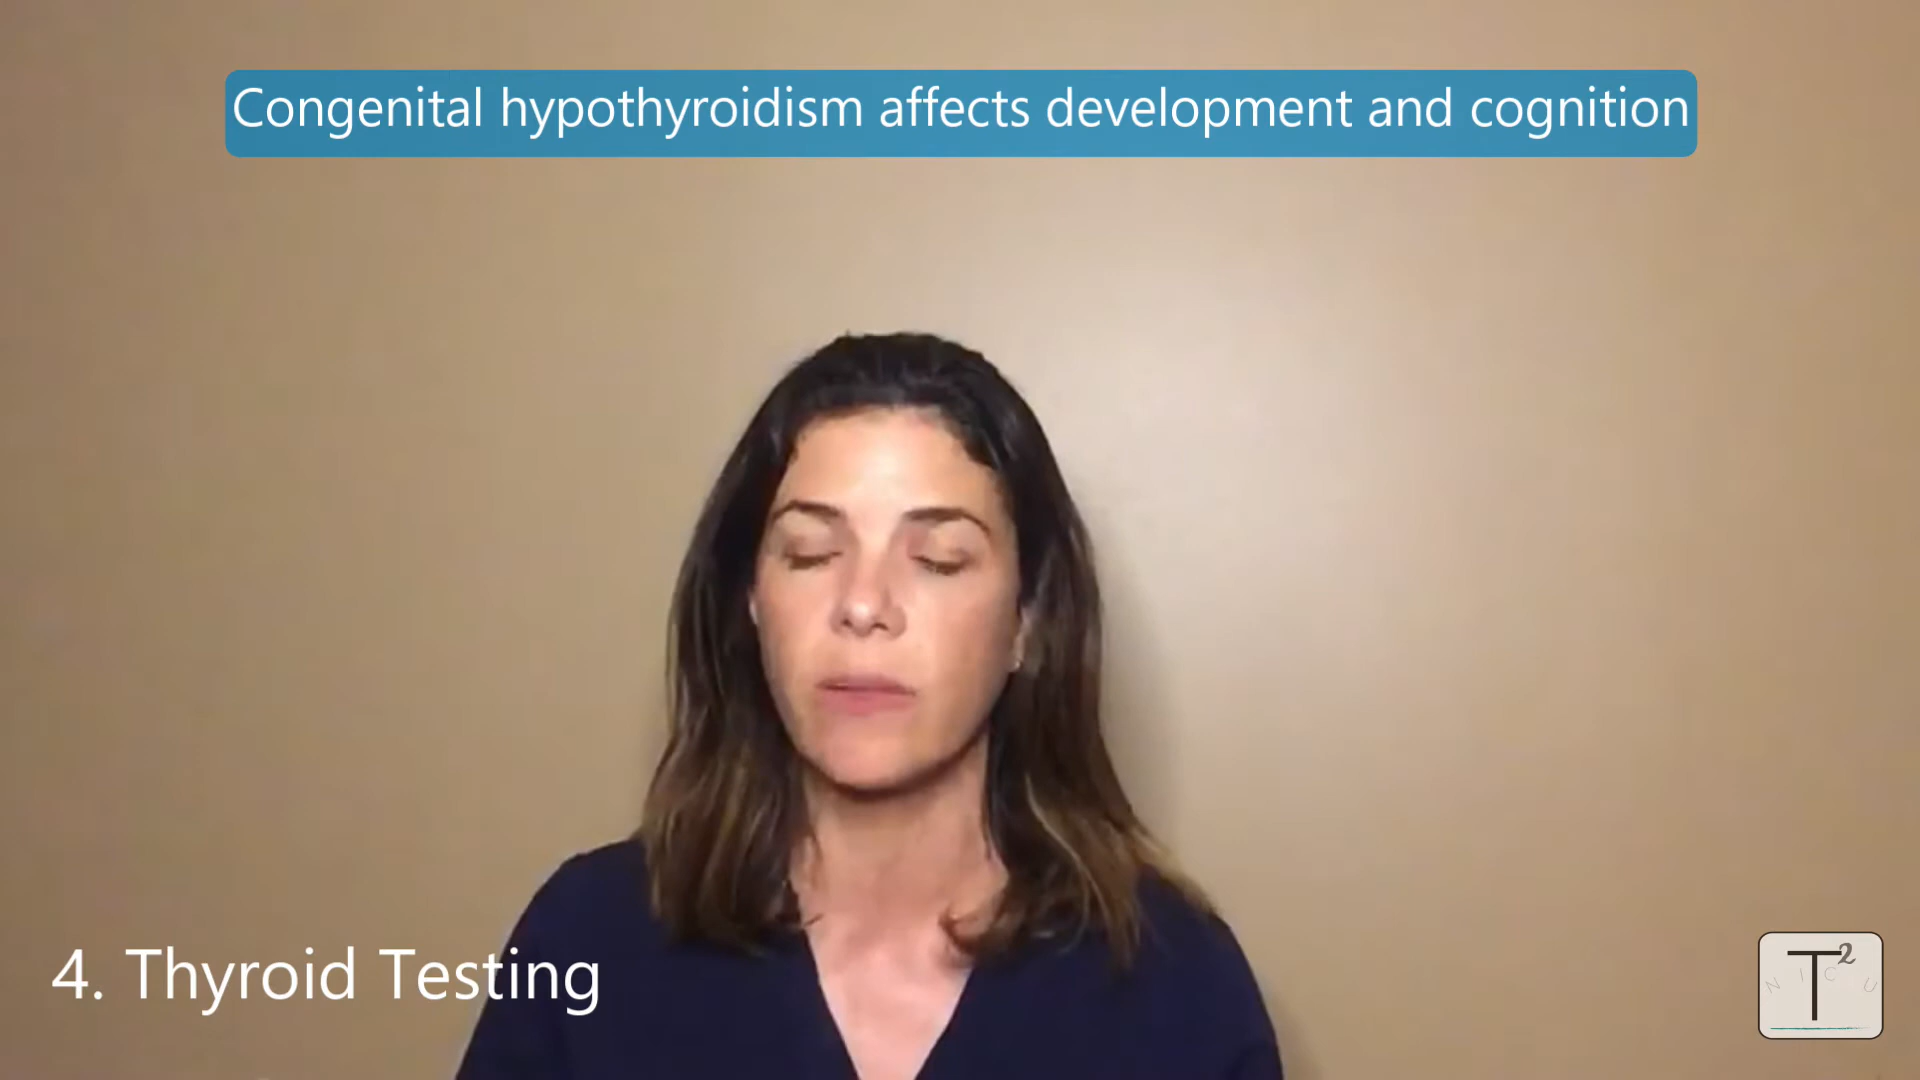 Congenital hypothyroidism affects development and cognition
4. Thyroid Testing
T²
NICU